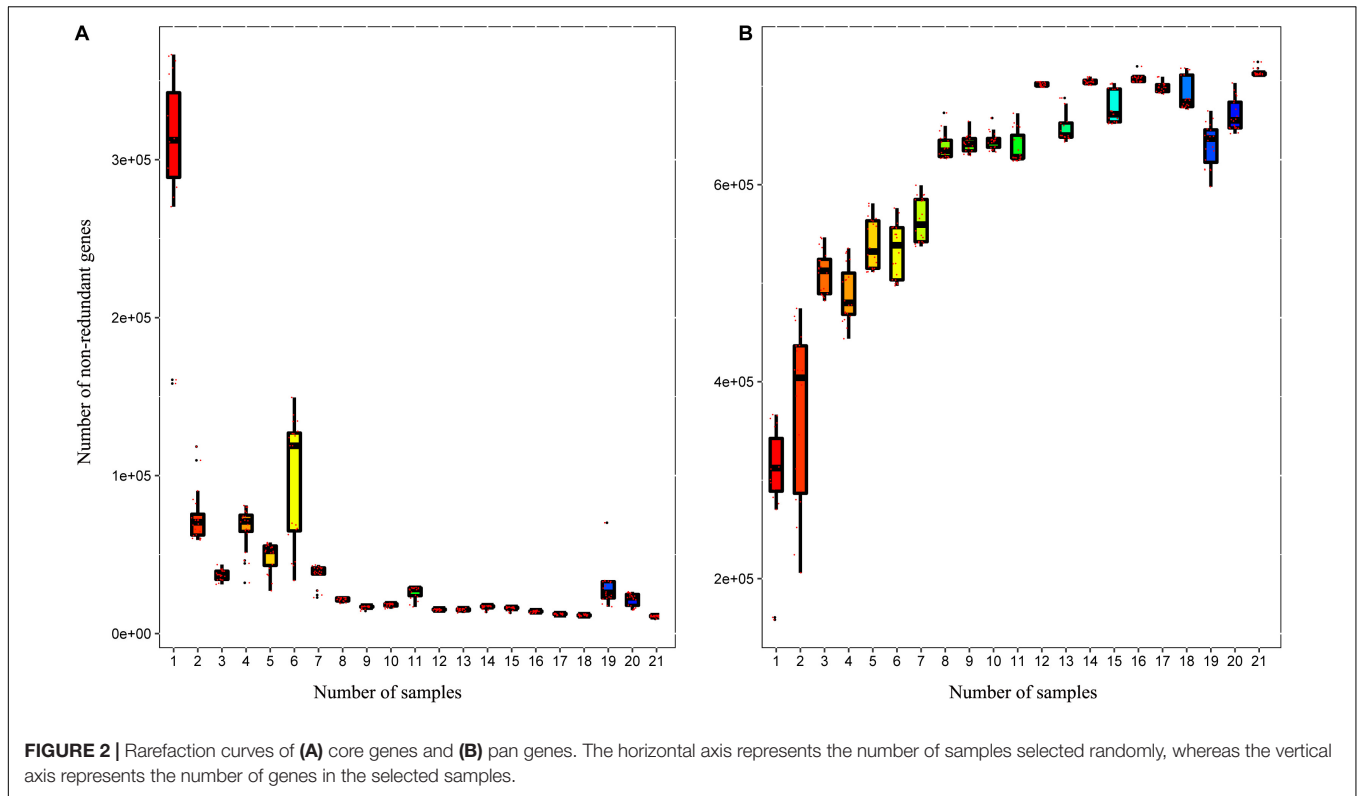 A
B
Number of non-redundant genes
3e+05
2e+05
1e+05
0e+00
6e+05
4e+05
2e+05
1 2 3 4 5 6 7 8 9 10 11 12 13 14 15 16 17 18 19 20 21
1 2 3 4 5 6 7 8 9 10 11 12 13 14 15 16 17 18 19 20 21
Number of samples
Number of samples
FIGURE 2 | Rarefaction curves of (A) core genes and (B) pan genes. The horizontal axis represents the number of samples selected randomly, whereas the vertical
axis represents the number of genes in the selected samples.